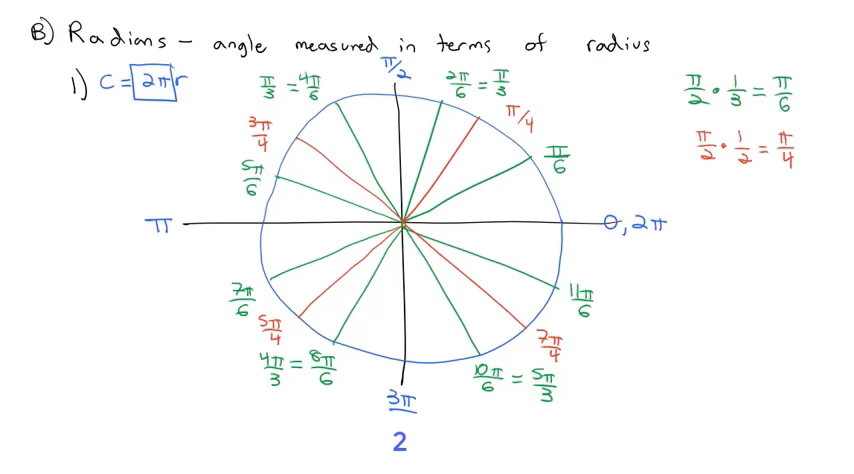 B) Radians - angle measured in terms of radius
1) C = 2πr
π/2
π/3 = 4π/6
2π/6 = π/3
π/2 · 1/3 = π/6
3π/4
π/4
π/2 · 1/2 = π/4
5π/6
π/6
π
0, 2π
7π/6
11π/6
5π/4
7π/4
4π/3 = 8π/6
10π/6 = 5π/3
3π
2